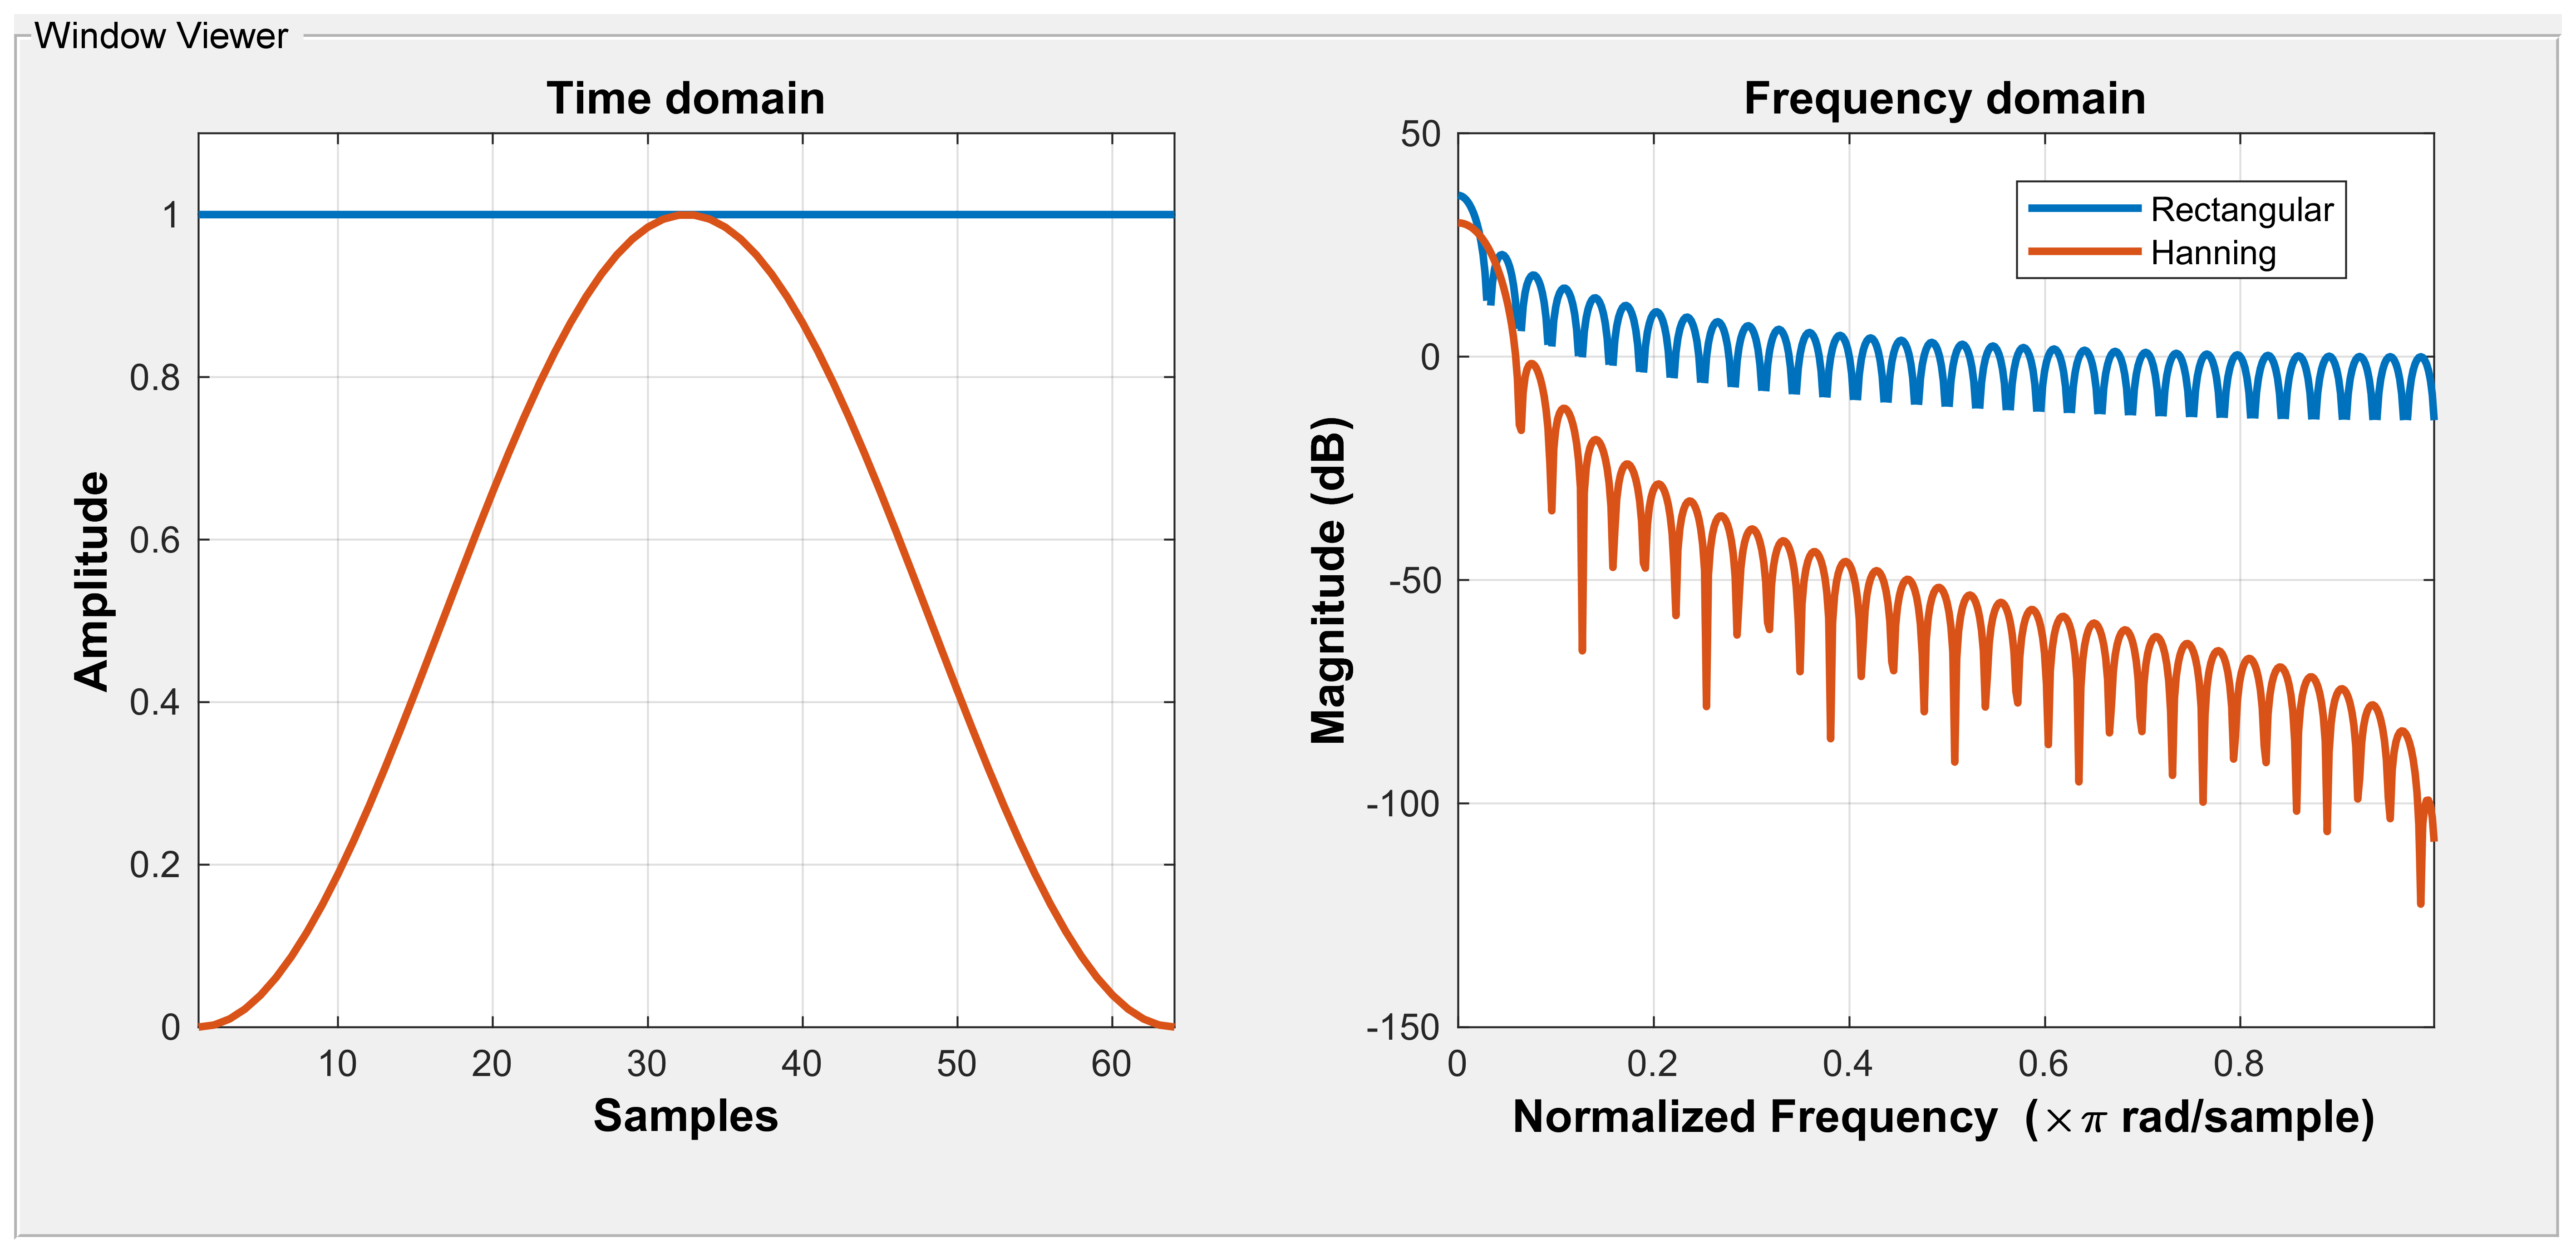 Window Viewer
Time domain
Amplitude
1
0.8
0.6
0.4
0.2
0
10 20 30 40 50 60
Samples
Frequency domain
Magnitude (dB)
50
0
-50
-100
-150
Rectangular
Hanning
0 0.2 0.4 0.6 0.8
Normalized Frequency (×π rad/sample)